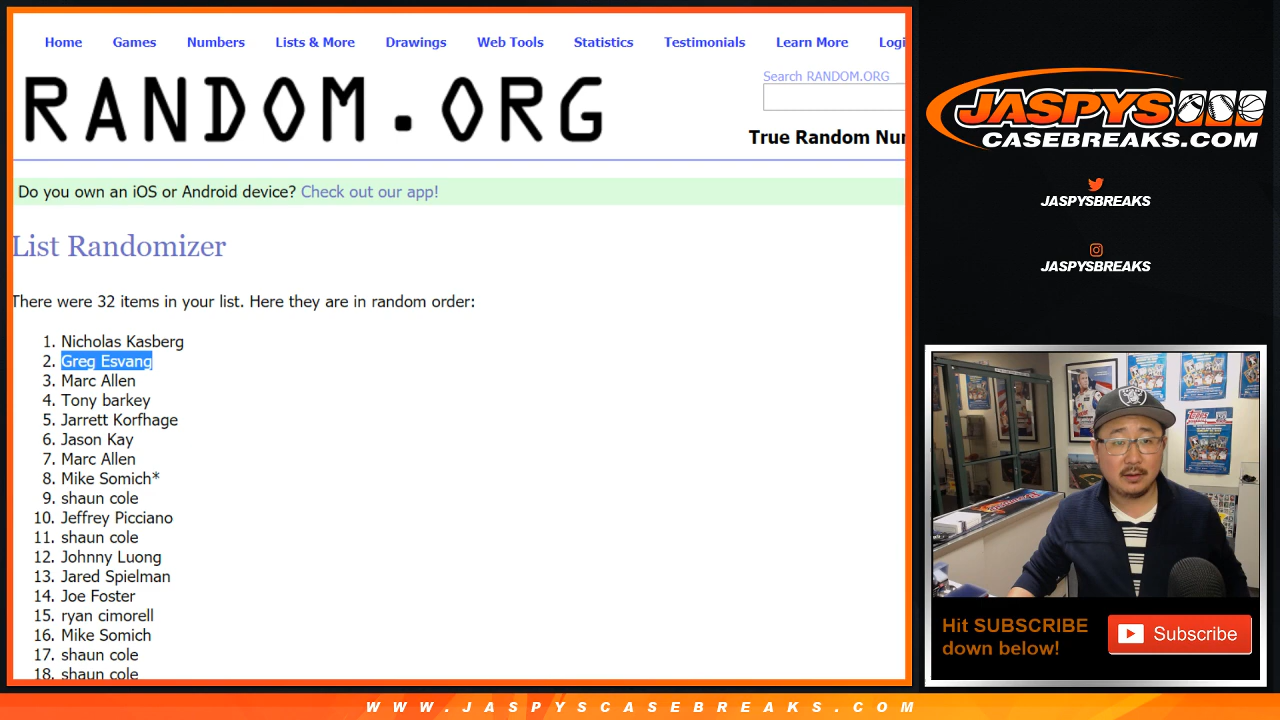 Home Games Numbers Lists & More Drawings Web Tools Statistics Testimonials Learn More Logi
RANDOM.ORG
Search RANDOM.ORG
True Random Nur
Do you own an iOS or Android device? Check out our app!
List Randomizer
There were 32 items in your list. Here they are in random order:
1. Nicholas Kasberg
2. Greg Esvang
3. Marc Allen
4. Tony barkey
5. Jarrett Korfhage
6. Jason Kay
7. Marc Allen
8. Mike Somich*
9. shaun cole
10. Jeffrey Picciano
11. shaun cole
12. Johnny Luong
13. Jared Spielman
14. Joe Foster
15. ryan cimorell
16. Mike Somich
17. shaun cole
18. shaun cole
JASPYS
CASEBREAKS.COM
JASPYSBREAKS
JASPYSBREAKS
Topps
Hit SUBSCRIBE
down below!
Subscribe
WWW.JASPYSCASEBREAKS.COM